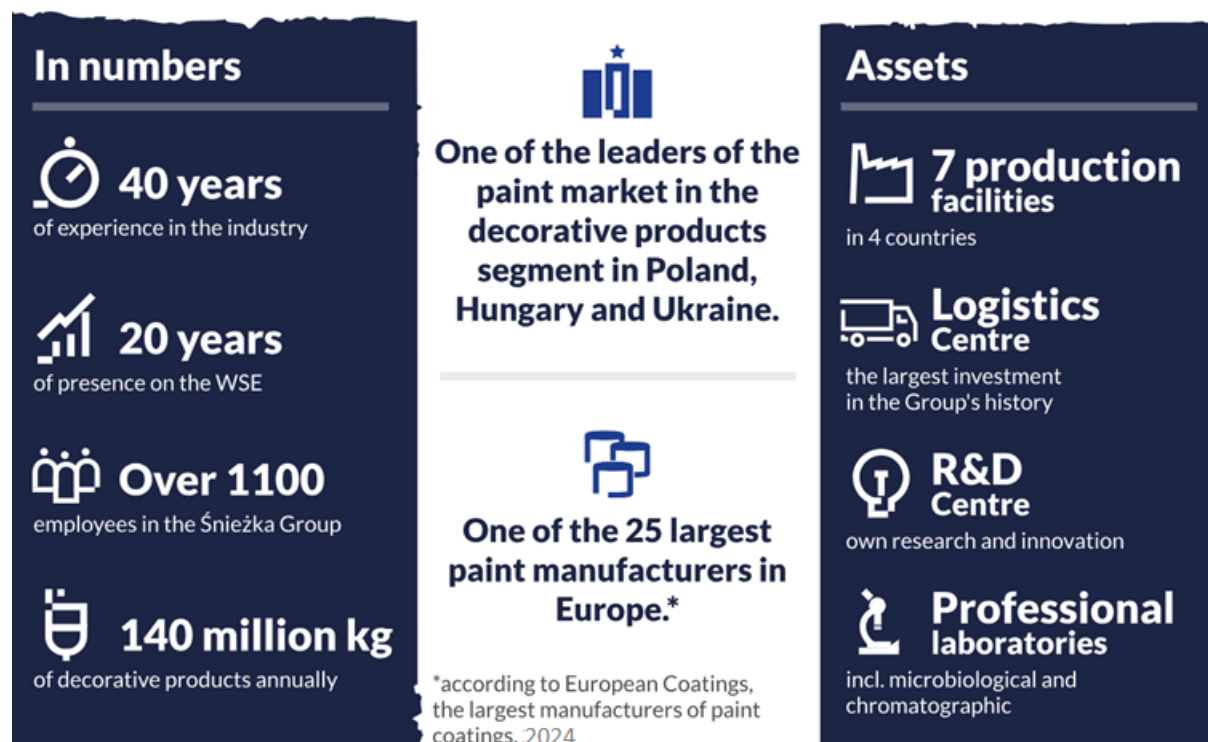 In numbers
40 years
of experience in the industry
20 years
of presence on the WSE
Over 1100
employees in the Śnieżka Group
140 million kg
of decorative products annually
One of the leaders of the
paint market in the
decorative products
segment in Poland,
Hungary and Ukraine.
One of the 25 largest
paint manufacturers in
Europe.*
*according to European Coatings,
the largest manufacturers of paint
coatings, 2024
Assets
7 production
facilities
in 4 countries
Logistics
Centre
the largest investment
in the Group's history
R&D
Centre
own research and innovation
Professional
laboratories
incl. microbiological and
chromatographic